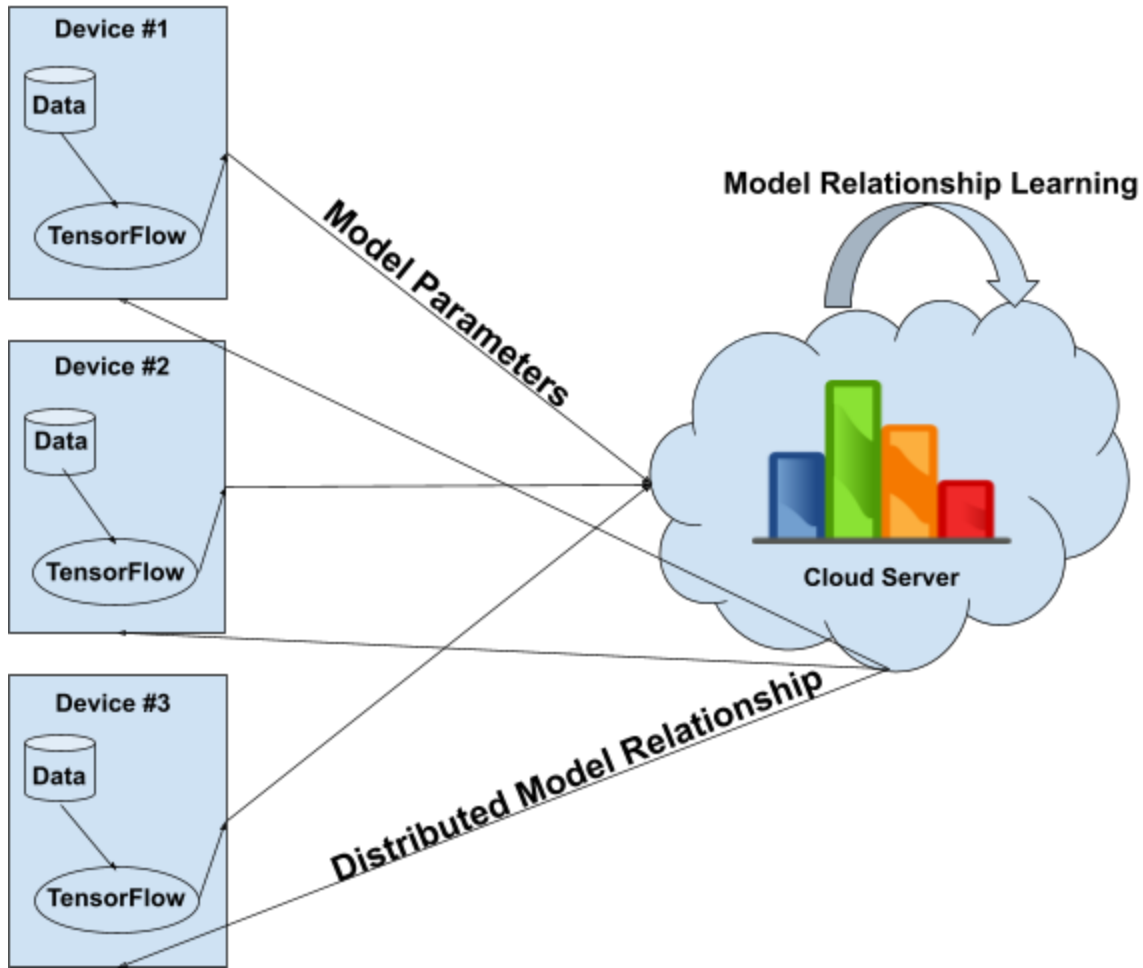 Device #1
Data
TensorFlow
Model Parameters
Model Relationship Learning
Device #2
Data
TensorFlow
Cloud Server
Device #3
Data
TensorFlow
Distributed Model Relationship